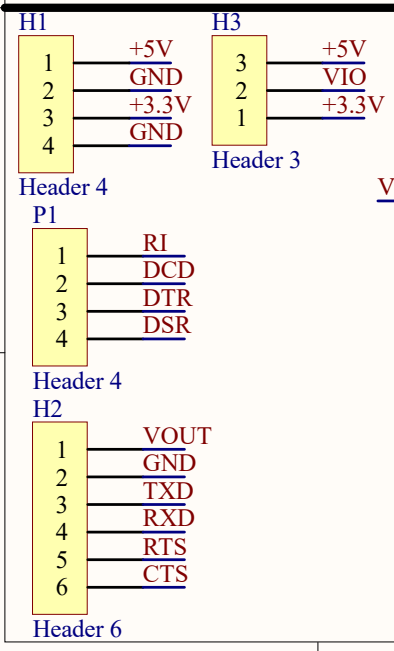 H1
1 +5V
2 GND
3 +3.3V
4 GND
Header 4
H3
3 +5V
2 VIO
1 +3.3V
Header 3
V
P1
1 RI
2 DCD
3 DTR
4 DSR
Header 4
H2
1 VOUT
2 GND
3 TXD
4 RXD
5 RTS
6 CTS
Header 6